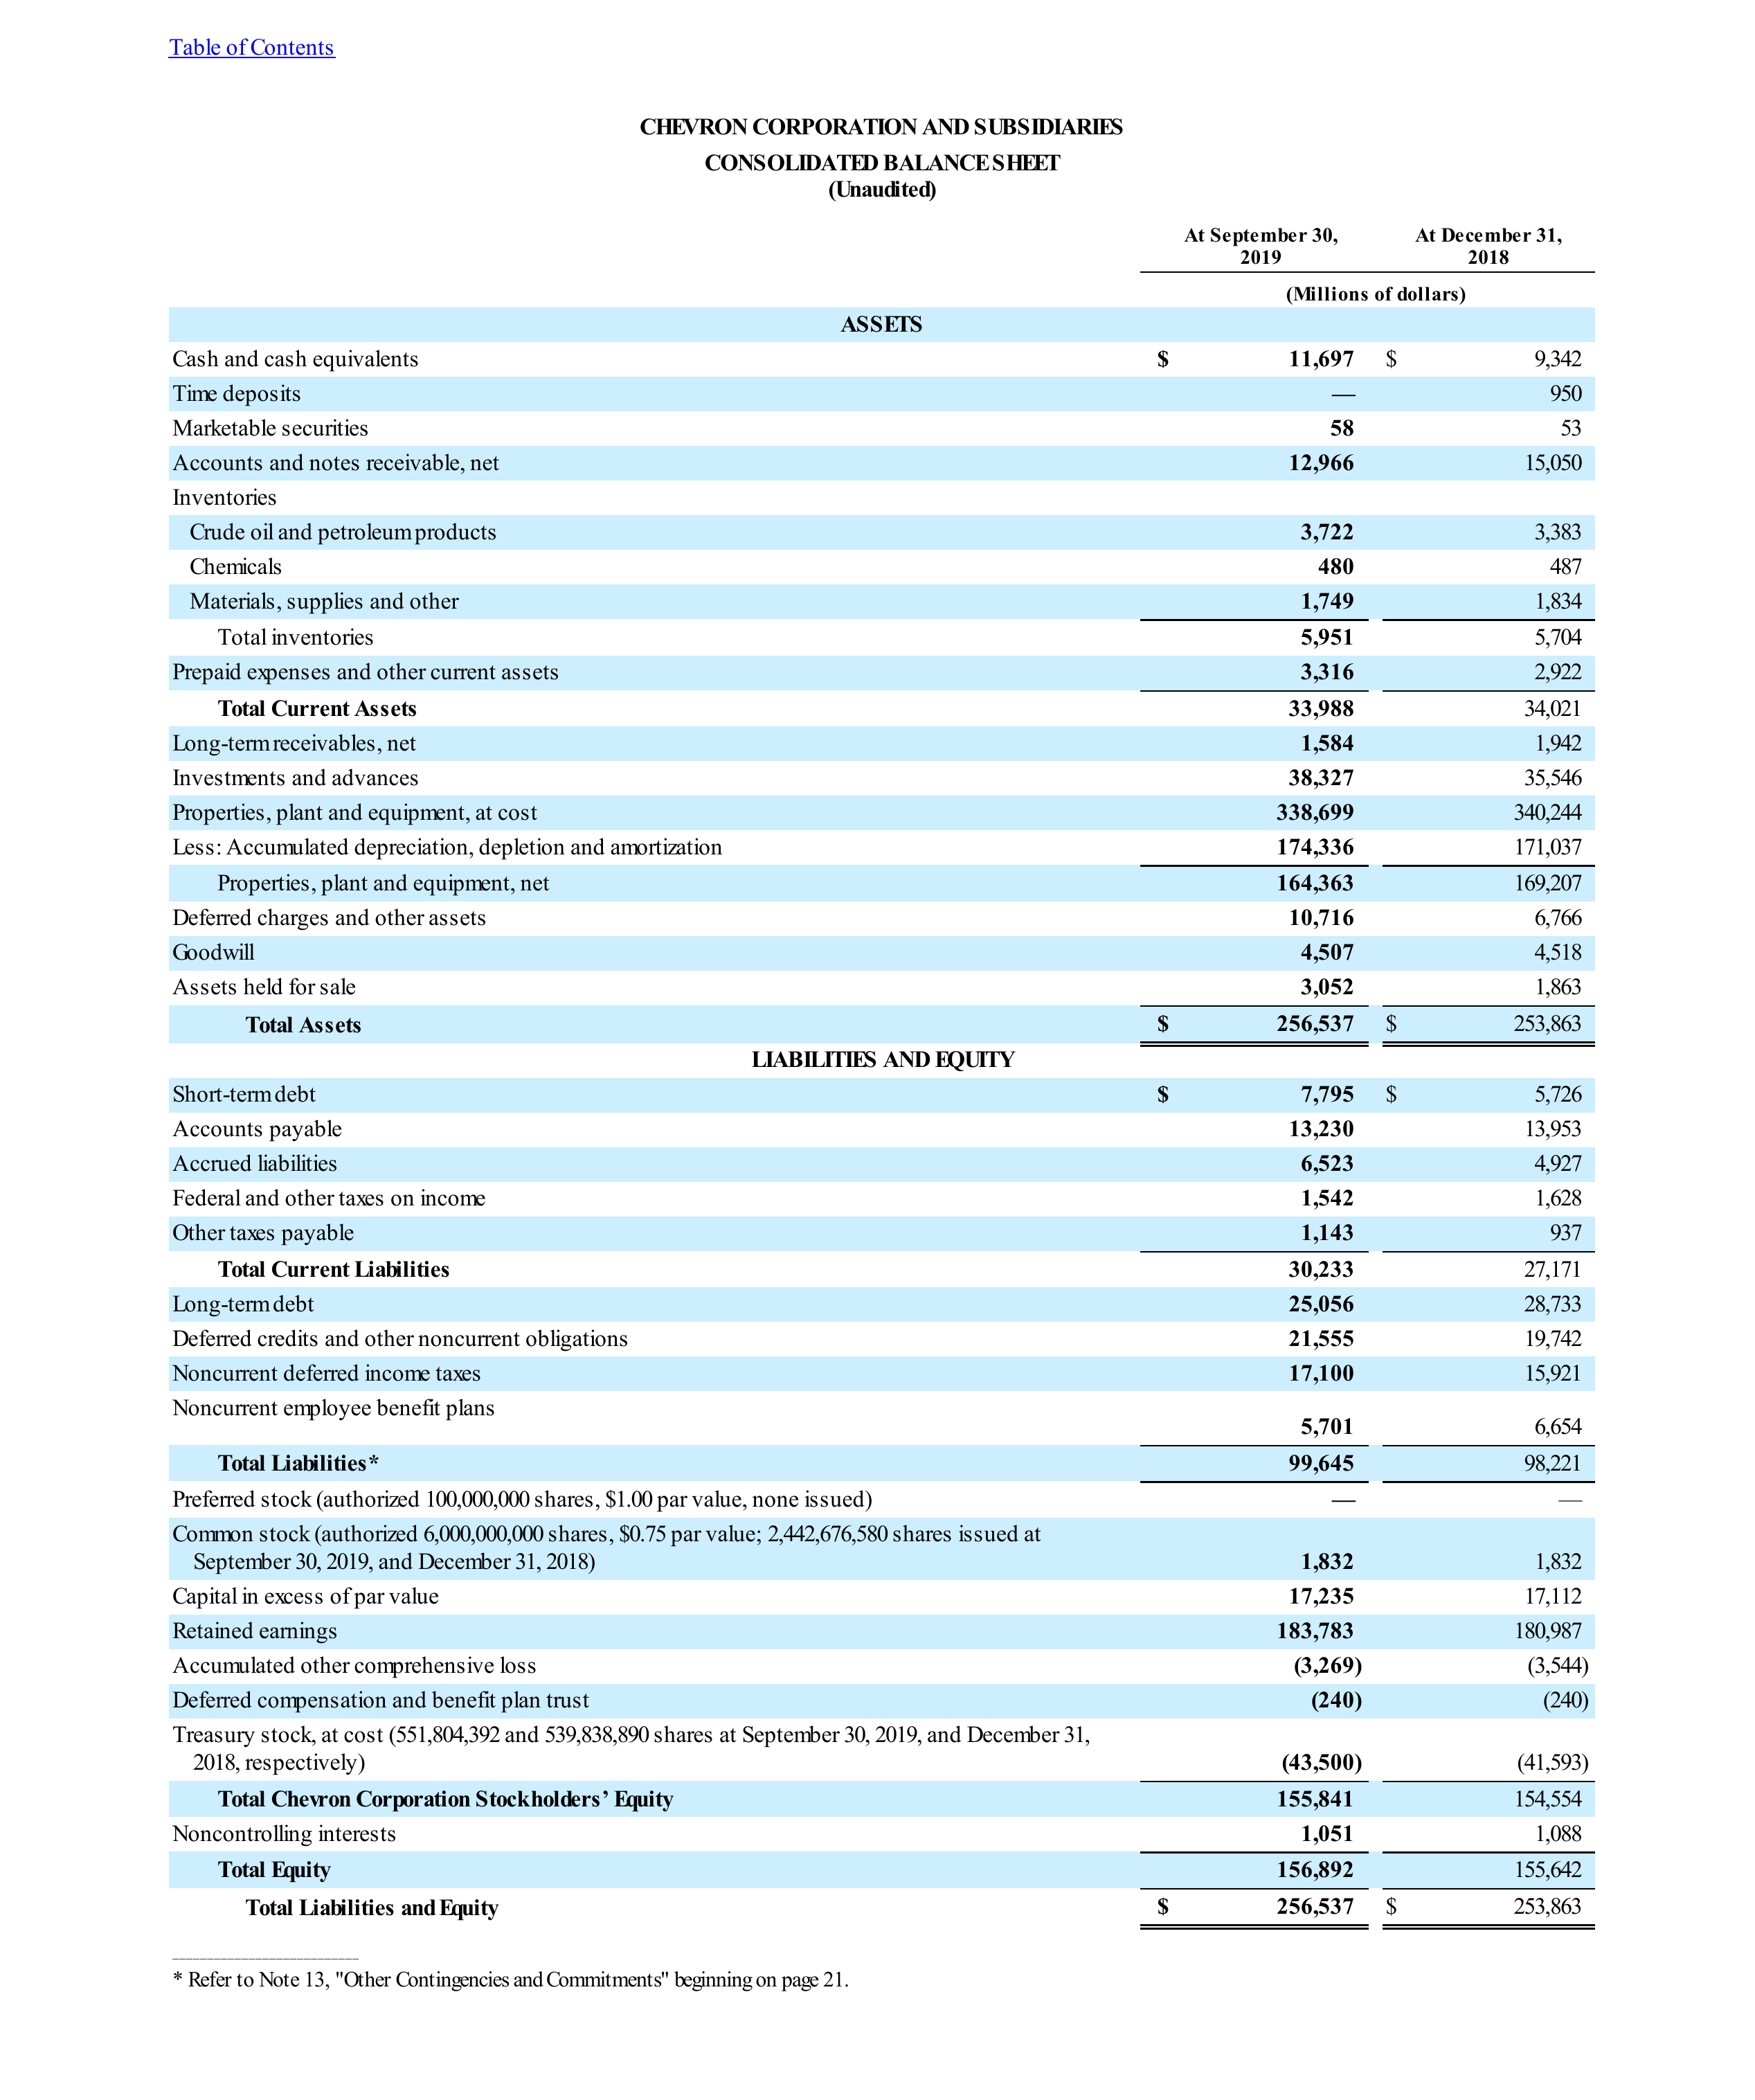 Table of Contents
CHEVRON CORPORATION AND SUBSIDIARIES
CONSOLIDATED BALANCE SHEET
(Unaudited)
At September 30, At December 31,
2019 2018
(Millions of dollars)
ASSETS
Cash and cash equivalents $ 11,697 $ 9,342
Time deposits — 950
Marketable securities 58 53
Accounts and notes receivable, net 12,966 15,050
Inventories
Crude oil and petroleum products 3,722 3,383
Chemicals 480 487
Materials, supplies and other 1,749 1,834
Total inventories 5,951 5,704
Prepaid expenses and other current assets 3,316 2,922
Total Current Assets 33,988 34,021
Long-term receivables, net 1,584 1,942
Investments and advances 38,327 35,546
Properties, plant and equipment, at cost 338,699 340,244
Less: Accumulated depreciation, depletion and amortization 174,336 171,037
Properties, plant and equipment, net 164,363 169,207
Deferred charges and other assets 10,716 6,766
Goodwill 4,507 4,518
Assets held for sale 3,052 1,863
Total Assets $ 256,537 $ 253,863
LIABILITIES AND EQUITY
Short-term debt $ 7,795 $ 5,726
Accounts payable 13,230 13,953
Accrued liabilities 6,523 4,927
Federal and other taxes on income 1,542 1,628
Other taxes payable 1,143 937
Total Current Liabilities 30,233 27,171
Long-term debt 25,056 28,733
Deferred credits and other noncurrent obligations 21,555 19,742
Noncurrent deferred income taxes 17,100 15,921
Noncurrent employee benefit plans 5,701 6,654
Total Liabilities* 99,645 98,221
Preferred stock (authorized 100,000,000 shares, $1.00 par value, none issued) — —
Common stock (authorized 6,000,000,000 shares, $0.75 par value; 2,442,676,580 shares issued at
September 30, 2019, and December 31, 2018) 1,832 1,832
Capital in excess of par value 17,235 17,112
Retained earnings 183,783 180,987
Accumulated other comprehensive loss (3,269) (3,544)
Deferred compensation and benefit plan trust (240) (240)
Treasury stock, at cost (551,804,392 and 539,838,890 shares at September 30, 2019, and December 31,
2018, respectively) (43,500) (41,593)
Total Chevron Corporation Stockholders’ Equity 155,841 154,554
Noncontrolling interests 1,051 1,088
Total Equity 156,892 155,642
Total Liabilities and Equity $ 256,537 $ 253,863
* Refer to Note 13, "Other Contingencies and Commitments" beginning on page 21.